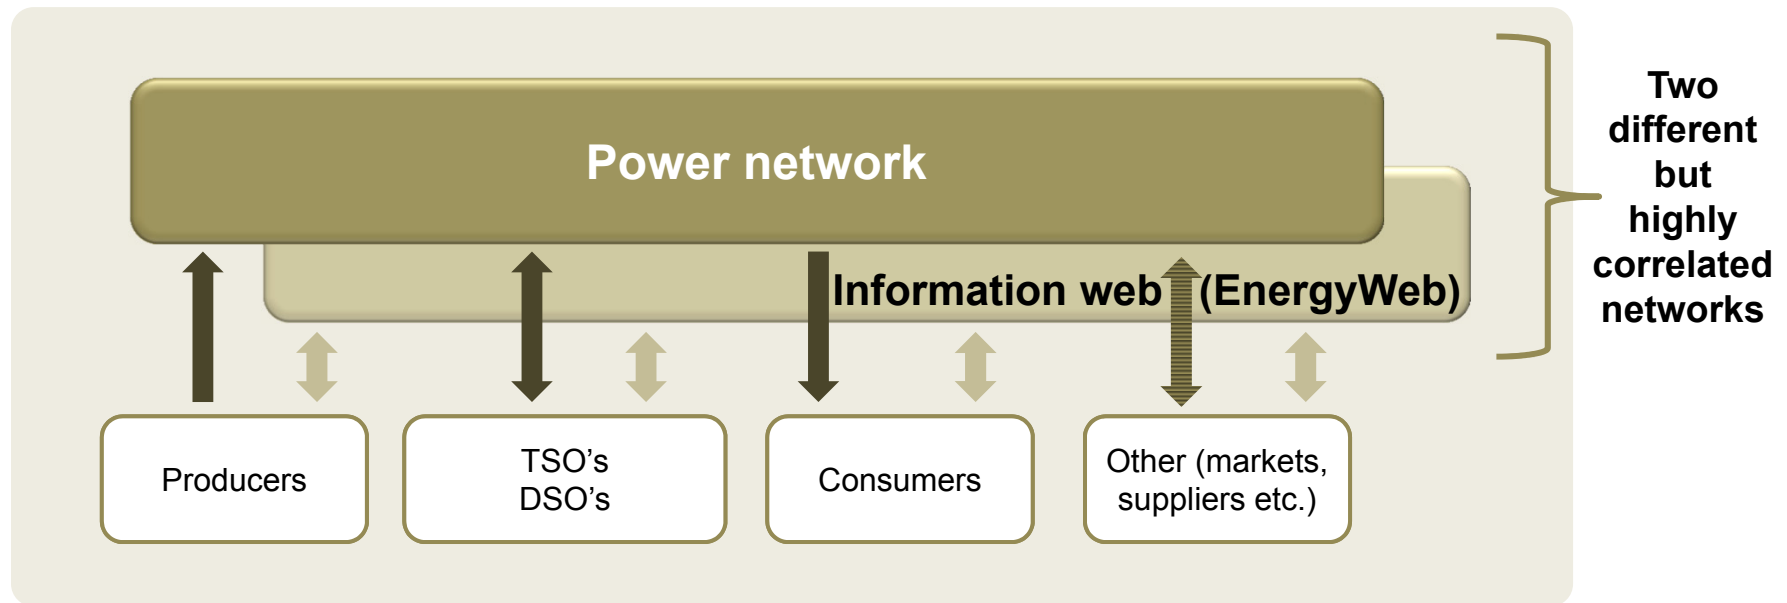 Power network
Information web (EnergyWeb)
Two
different
but
highly
correlated
networks
Producers
TSO’s
DSO’s
Consumers
Other (markets,
suppliers etc.)